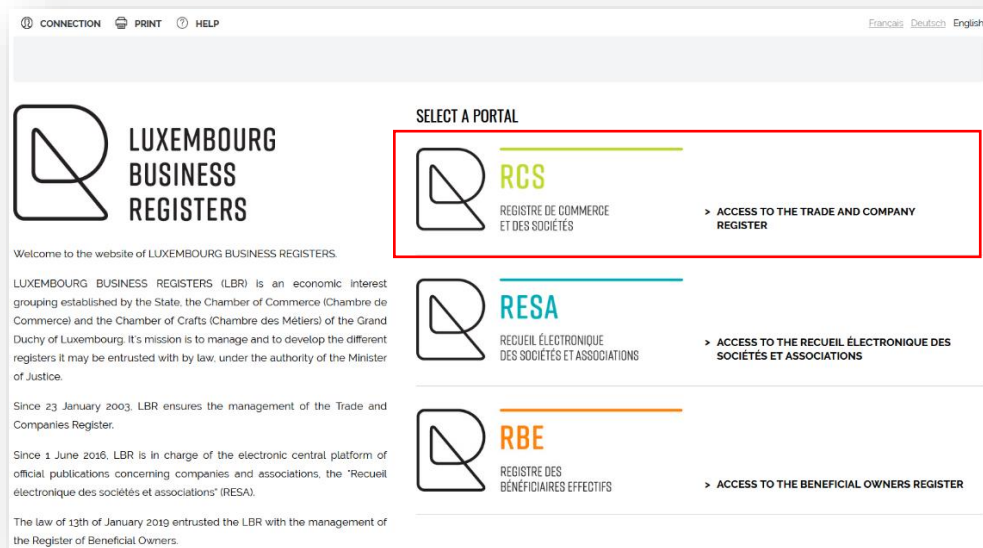 CONNECTION PRINT HELP
Français Deutsch English
LUXEMBOURG
BUSINESS
REGISTERS
Welcome to the website of LUXEMBOURG BUSINESS REGISTERS.
LUXEMBOURG BUSINESS REGISTERS (LBR) is an economic interest
grouping established by the State, the Chamber of Commerce (Chambre de
Commerce) and the Chamber of Crafts (Chambre des Métiers) of the Grand
Duchy of Luxembourg. It's mission is to manage and to develop the different
registers it may be entrusted with by law, under the authority of the Minister
of Justice.
Since 23 January 2003, LBR ensures the management of the Trade and
Companies Register.
Since 1 June 2016, LBR is in charge of the electronic central platform of
official publications concerning companies and associations, the "Recueil
électronique des sociétés et associations" (RESA).
The law of 13th of January 2019 entrusted the LBR with the management of
the Register of Beneficial Owners.
SELECT A PORTAL
RCS
REGISTRE DE COMMERCE
ET DES SOCIÉTÉS
> ACCESS TO THE TRADE AND COMPANY
REGISTER
RESA
RECUEIL ÉLECTRONIQUE
DES SOCIÉTÉS ET ASSOCIATIONS
> ACCESS TO THE RECUEIL ÉLECTRONIQUE DES
SOCIÉTÉS ET ASSOCIATIONS
RBE
REGISTRE DES
BÉNÉFICIAIRES EFFECTIFS
> ACCESS TO THE BENEFICIAL OWNERS REGISTER